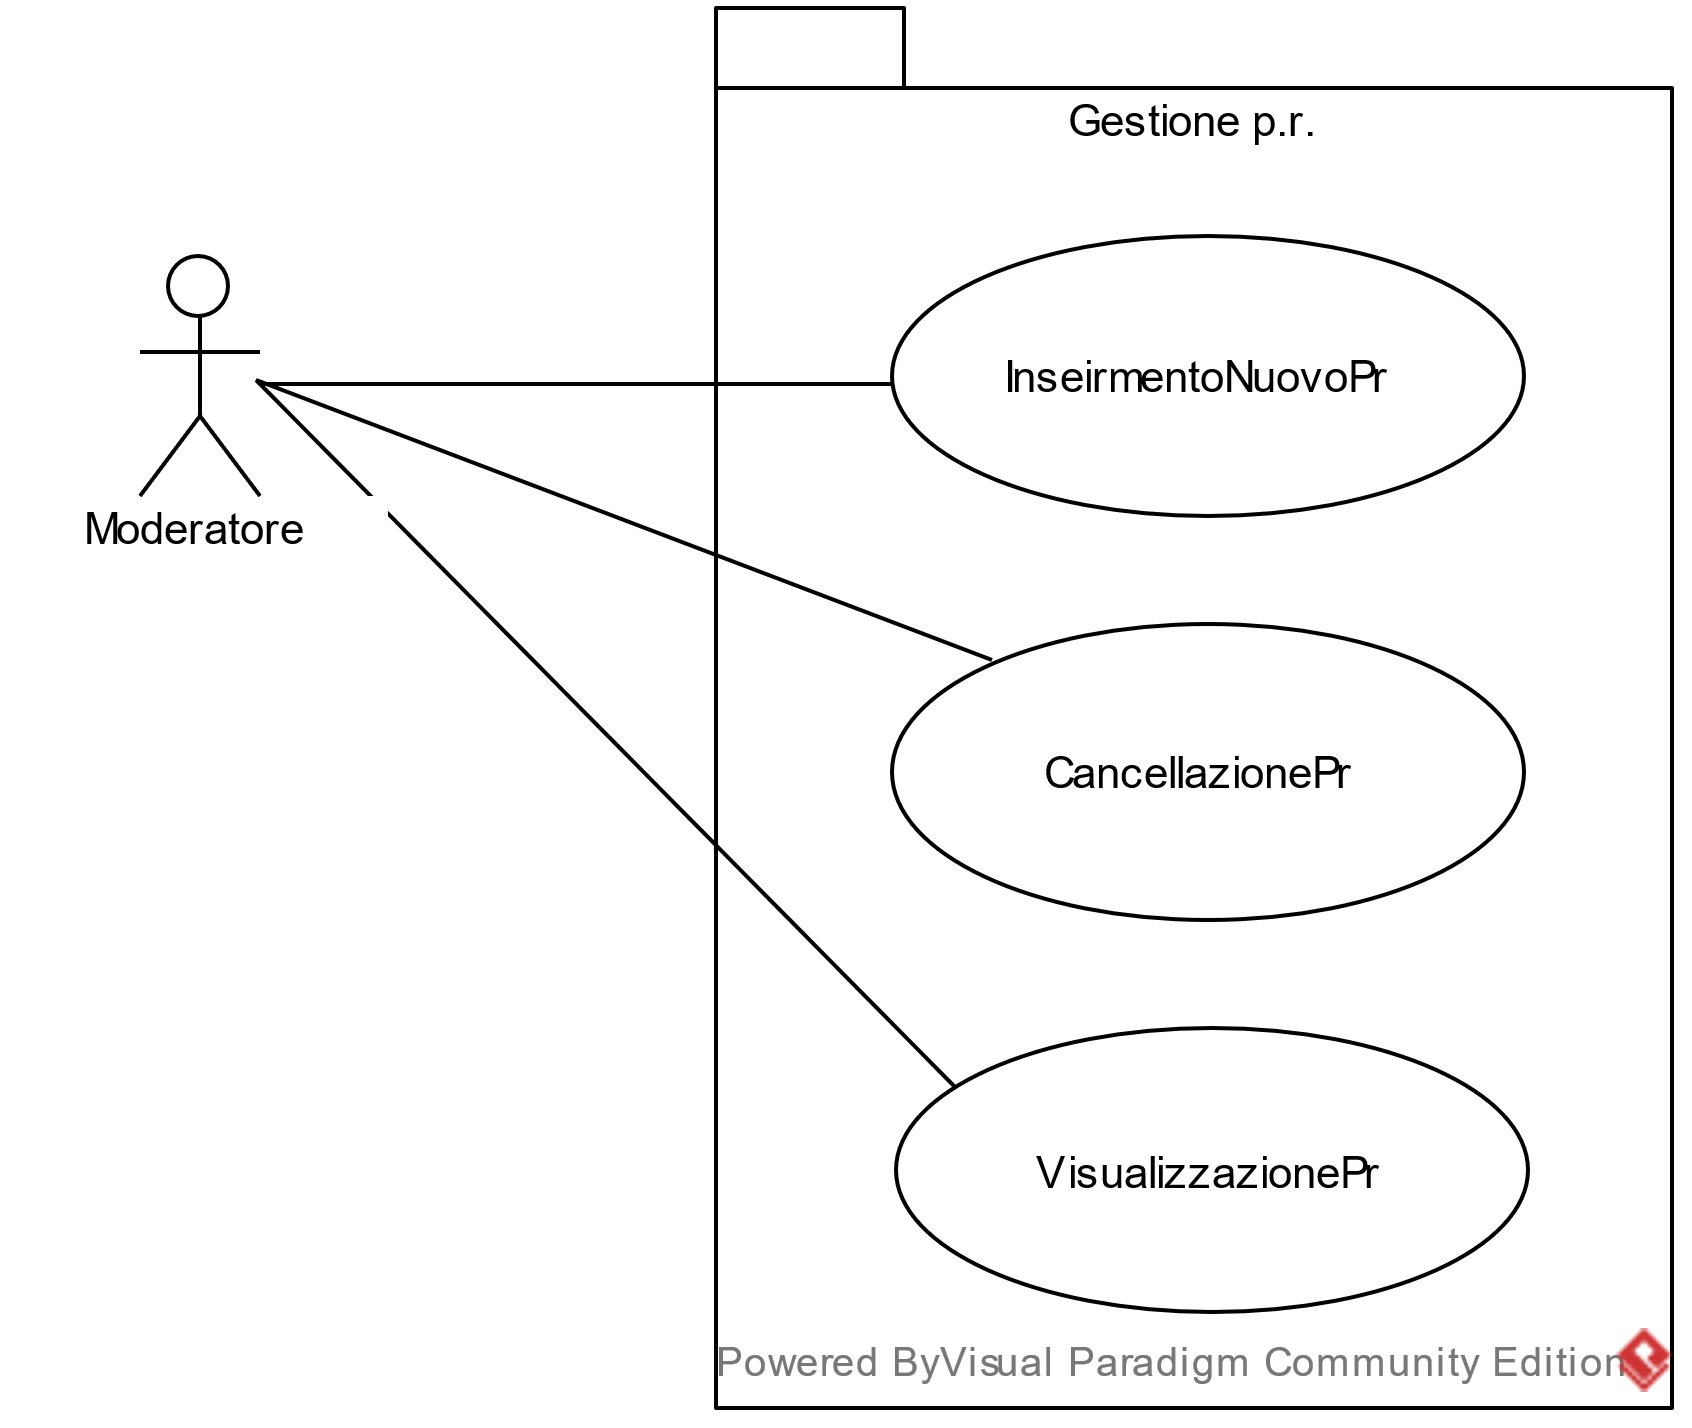 Gestione p.r.
InseirmentoNuovoPr
Moderatore
CancellazionePr
VisualizzazionePr
Powered ByVisual Paradigm Community Edition